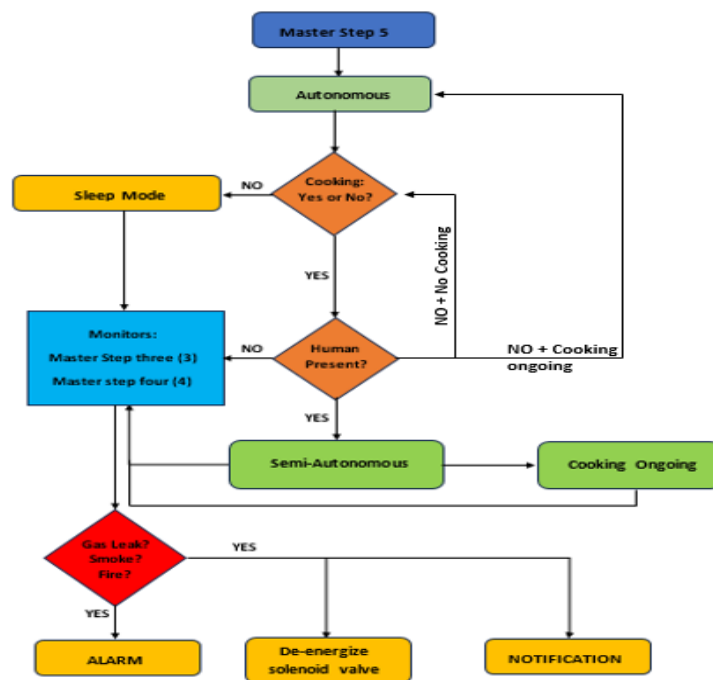 Master Step 5
Autonomous
Cooking:
Yes or No?
NO
Sleep Mode
YES
NO + No Cooking
Monitors:
Master Step three (3)
Master step four (4)
NO
Human
Present?
NO + Cooking
ongoing
YES
Semi-Autonomous
Cooking Ongoing
Gas Leak?
Smoke?
Fire?
YES
YES
ALARM
De-energize
solenoid valve
NOTIFICATION